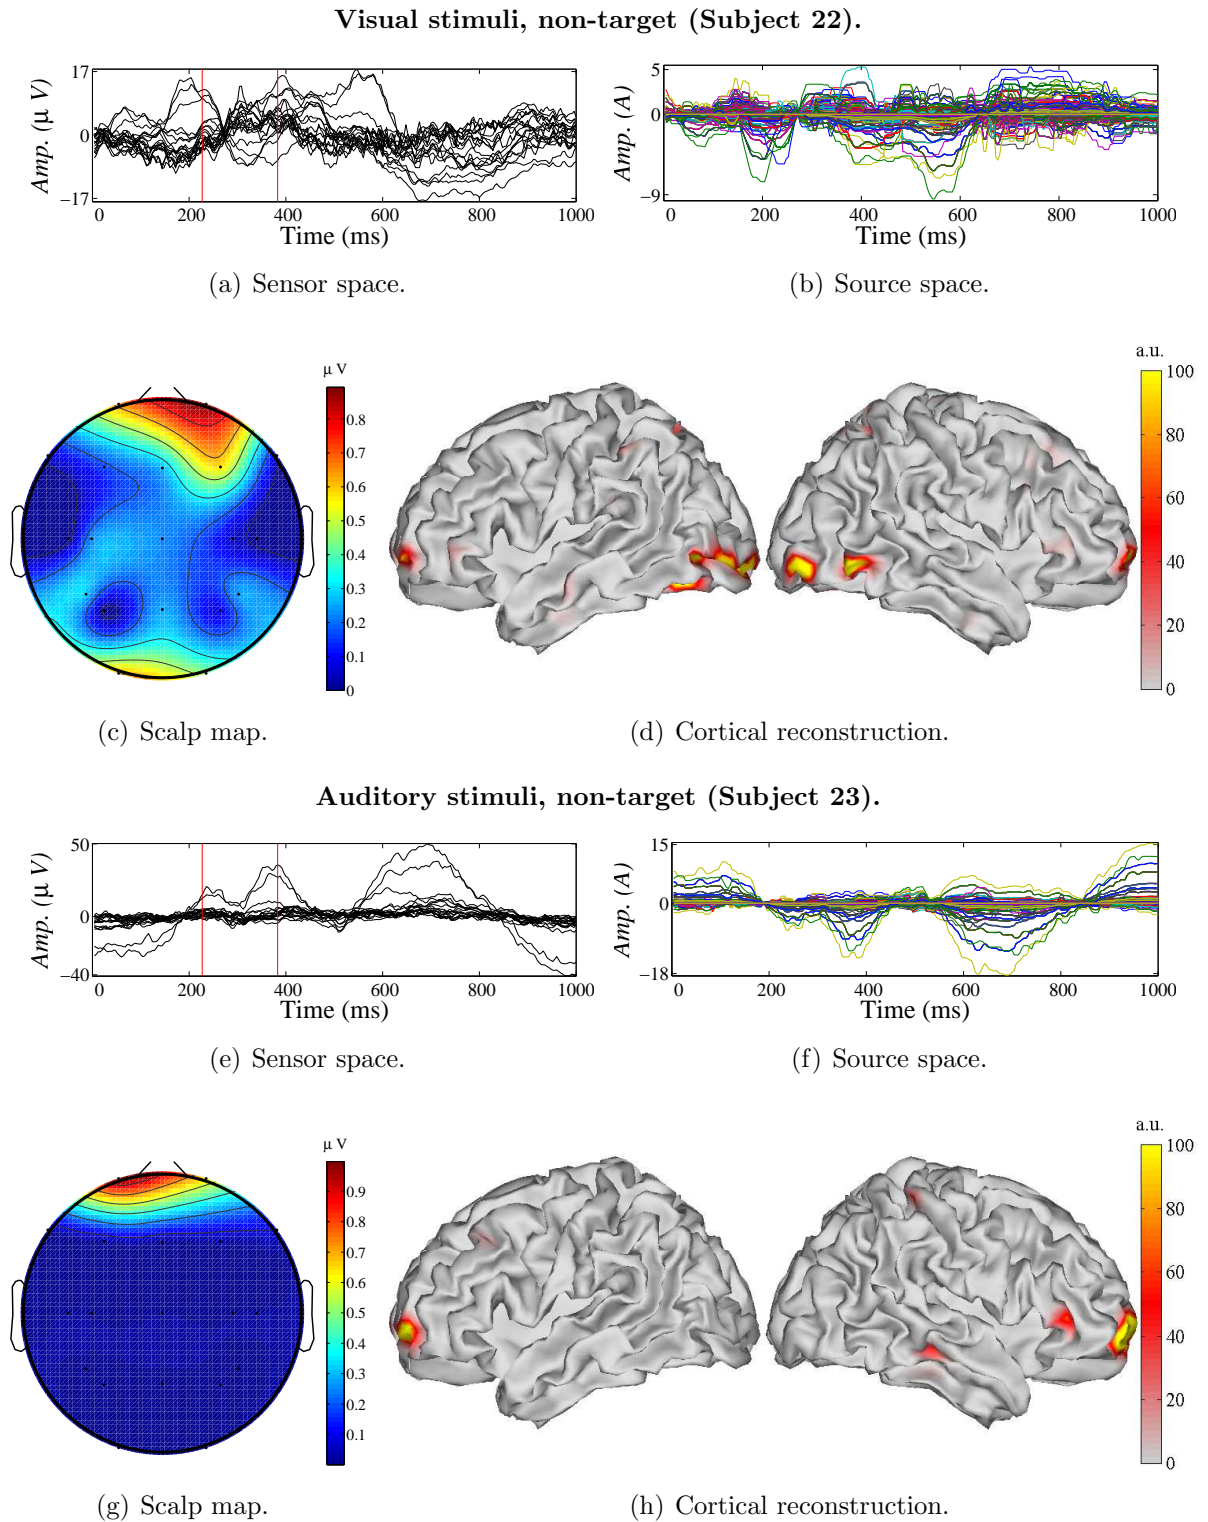 Visual stimuli, non-target (Subject 22).
Amp. (μ V)
17
0
−17
0 200 400 600 800 1000
Time (ms)
(a) Sensor space.
Amp. (A)
5
0
−9
0 200 400 600 800 1000
Time (ms)
(b) Source space.
μ V
0.8
0.7
0.6
0.5
0.4
0.3
0.2
0.1
0
(c) Scalp map.
a.u.
100
80
60
40
20
0
(d) Cortical reconstruction.
Auditory stimuli, non-target (Subject 23).
Amp. (μ V)
50
0
−40
0 200 400 600 800 1000
Time (ms)
(e) Sensor space.
Amp. (A)
15
0
−18
0 200 400 600 800 1000
Time (ms)
(f) Source space.
μ V
0.9
0.8
0.7
0.6
0.5
0.4
0.3
0.2
0.1
(g) Scalp map.
a.u.
100
80
60
40
20
0
(h) Cortical reconstruction.